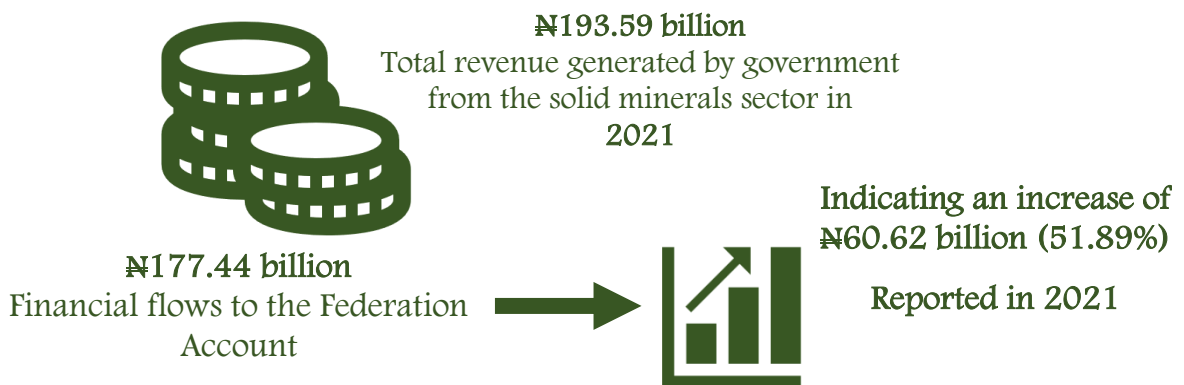 ₦193.59 billion
Total revenue generated by government
from the solid minerals sector in
2021
₦177.44 billion
Financial flows to the Federation
Account
Indicating an increase of
₦60.62 billion (51.89%)
Reported in 2021